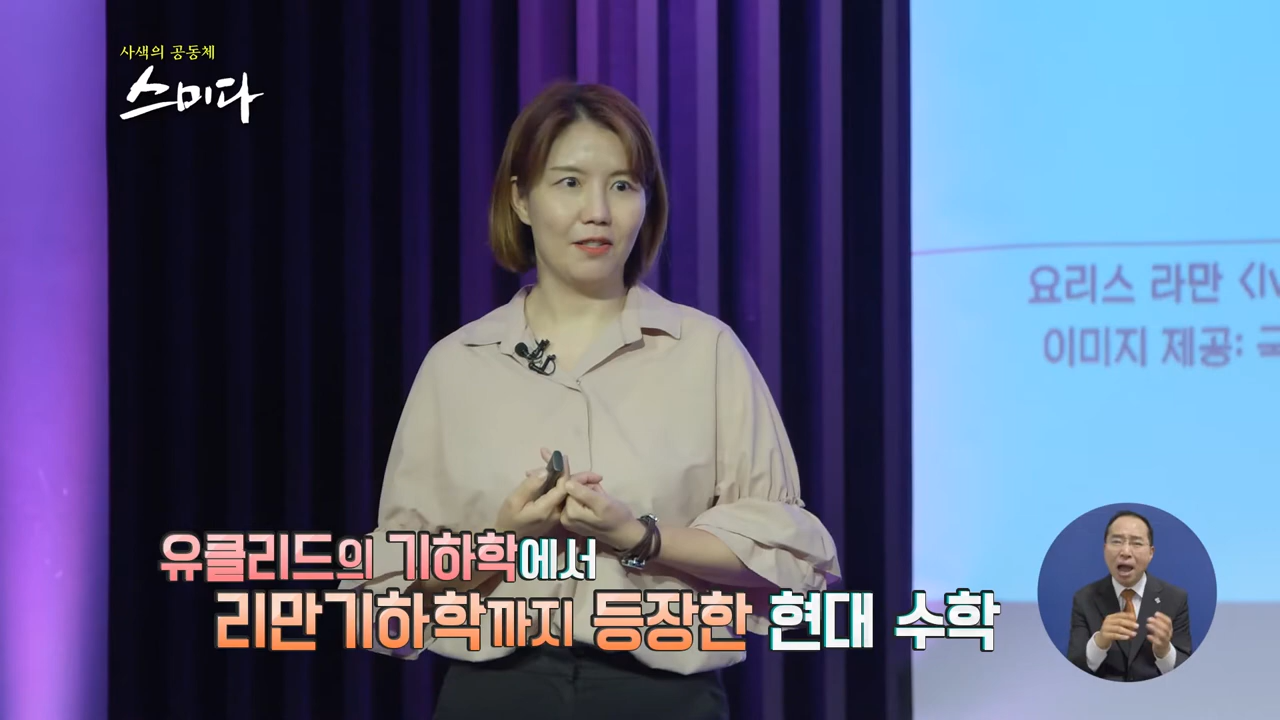 사색의 공동체
스미다
요리스 라만 <
이미지 제공:
유클리드의 기하학에서
리만기하학까지 등장한 현대 수학